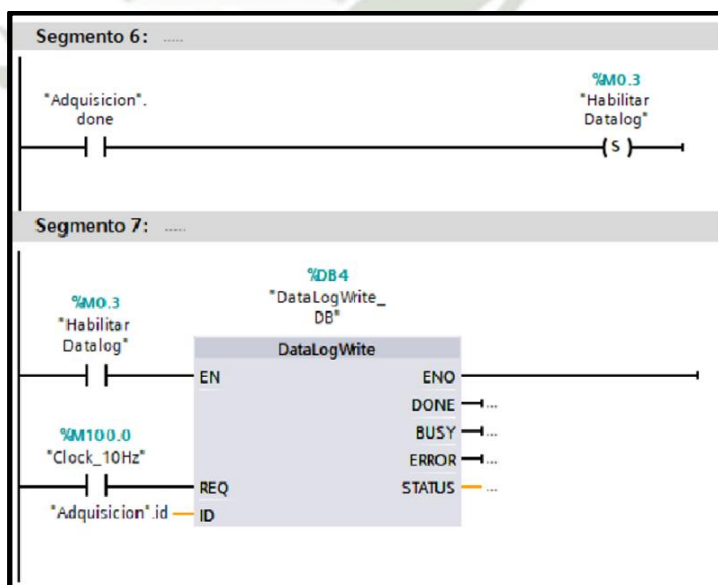 Segmento 6: .....
"Adquisicion".
done
%M0.3
"Habilitar
Datalog"
S
Segmento 7: .....
%DB4
"DataLogWrite_
DB"
%M0.3
"Habilitar
Datalog"
DataLogWrite
EN
ENO
DONE
...
BUSY
...
ERROR
...
%M100.0
"Clock_10Hz"
REQ
STATUS
...
"Adquisicion".id
ID